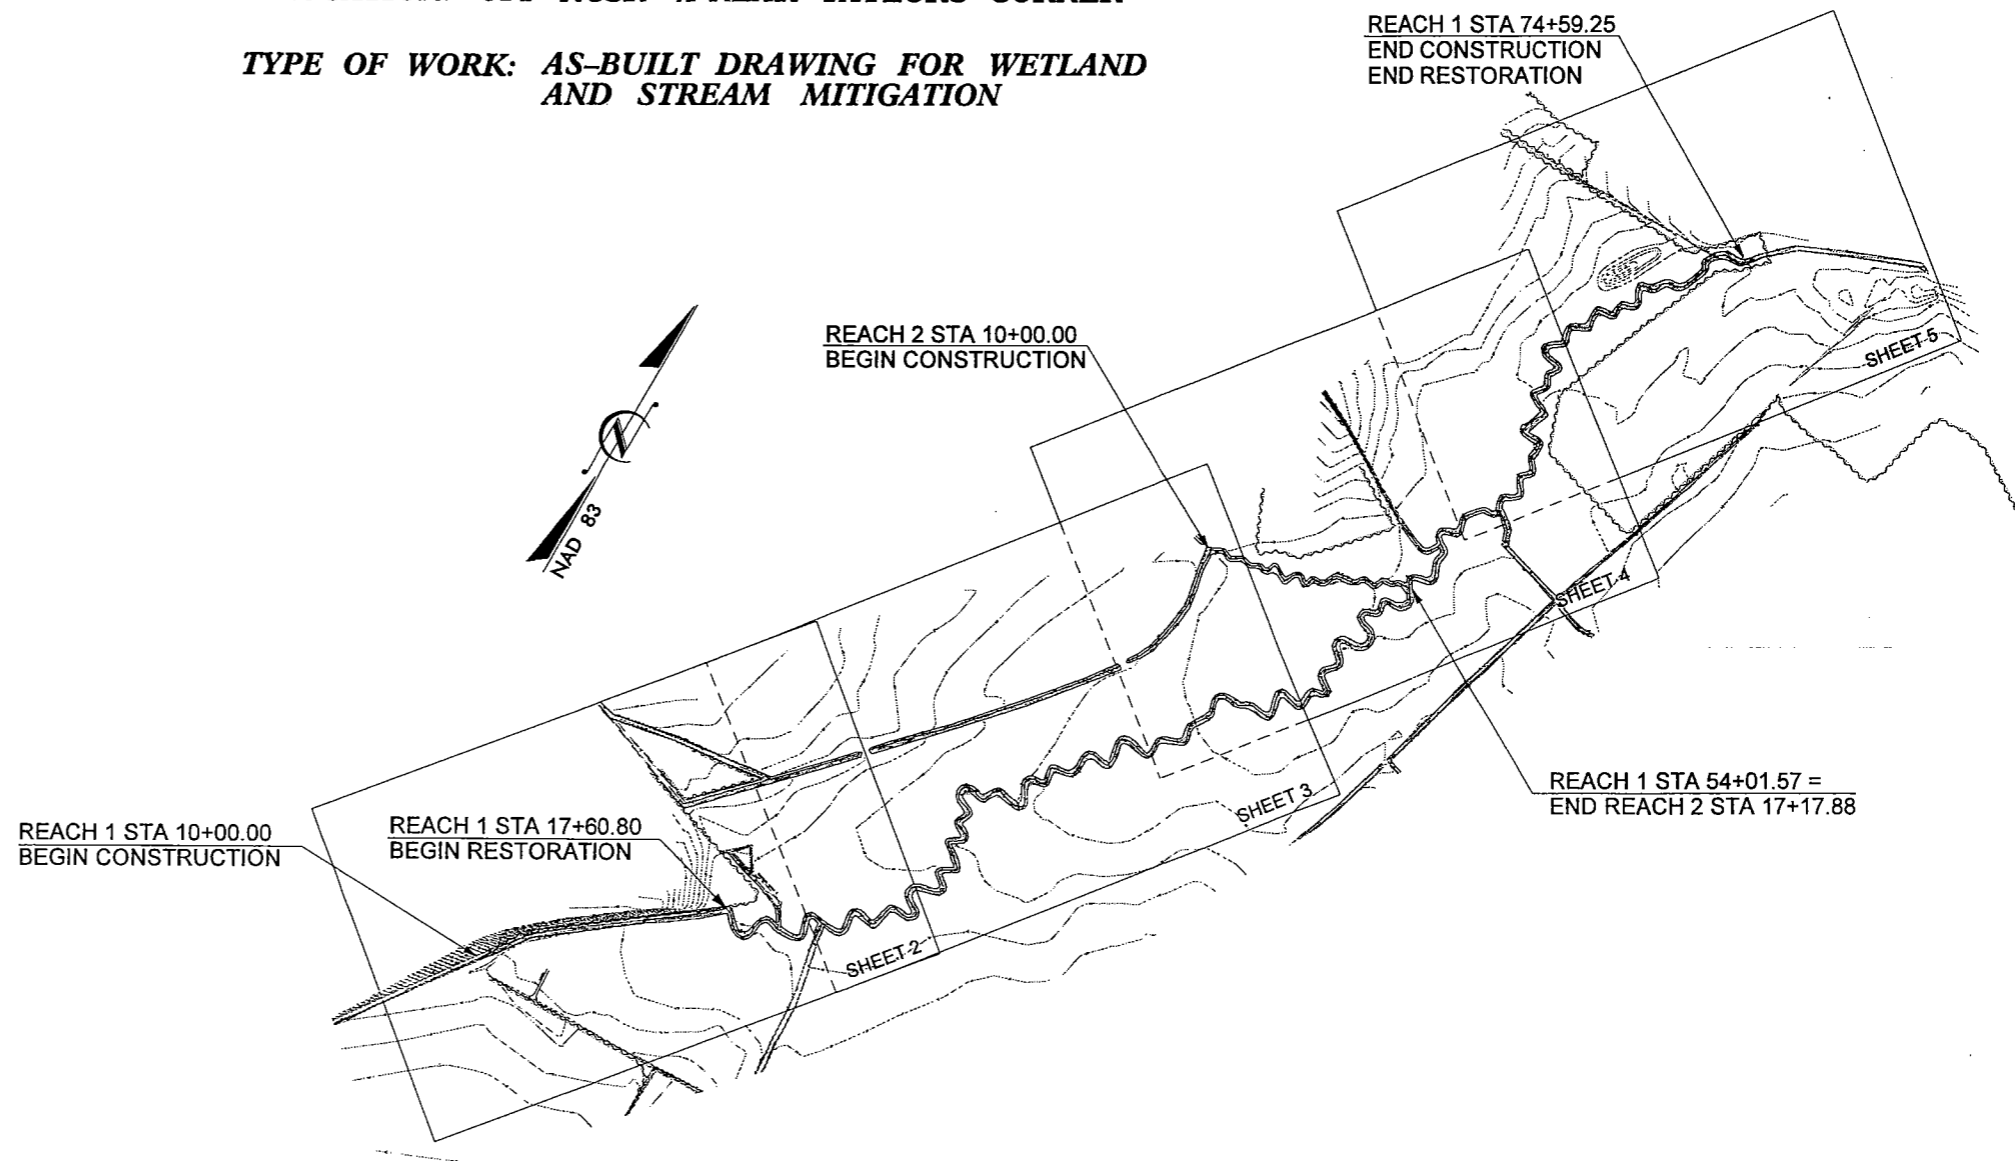 TYPE OF WORK: AS-BUILT DRAWING FOR WETLAND
AND STREAM MITIGATION
REACH 1 STA 74+59.25
END CONSTRUCTION
END RESTORATION
REACH 2 STA 10+00.00
BEGIN CONSTRUCTION
NAD 83
SHEET 5
SHEET 4
REACH 1 STA 54+01.57 =
END REACH 2 STA 17+17.88
SHEET 3
REACH 1 STA 10+00.00
BEGIN CONSTRUCTION
REACH 1 STA 17+60.80
BEGIN RESTORATION
SHEET 2